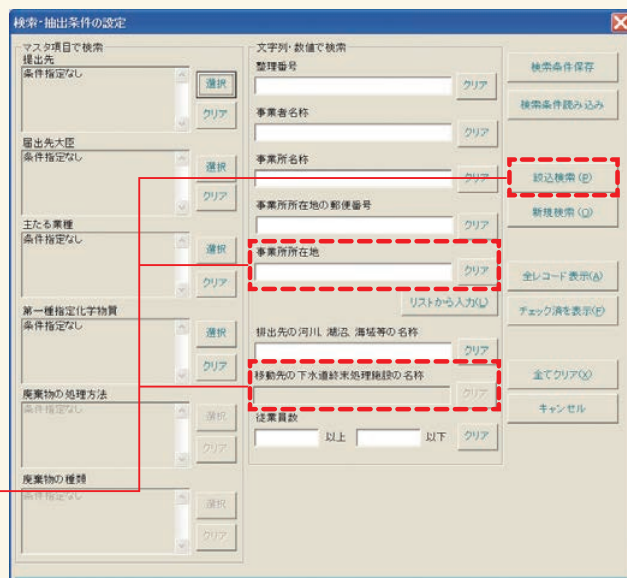 検索・抽出条件の設定
マスタ項目で検索
提出先
条件指定なし
選択
クリア
届出先大臣
条件指定なし
選択
クリア
主たる業種
条件指定なし
選択
クリア
第一種指定化学物質
条件指定なし
選択
クリア
廃棄物の処理方法
条件指定なし
選択
クリア
廃棄物の種類
条件指定なし
選択
クリア
文字列・数値で検索
整理番号
クリア
事業者名称
クリア
事業所名称
クリア
事業所所在地の郵便番号
クリア
事業所所在地
クリア
リストから入力(L)
排出先の河川、湖沼、海域等の名称
クリア
移動先の下水道終末処理施設の名称
クリア
従業員数
以上 以下 クリア
検索条件保存
検索条件読み込み
絞込検索(P)
新規検索(O)
全レコード表示(A)
チェック済を表示(F)
全てクリア(X)
キャンセル